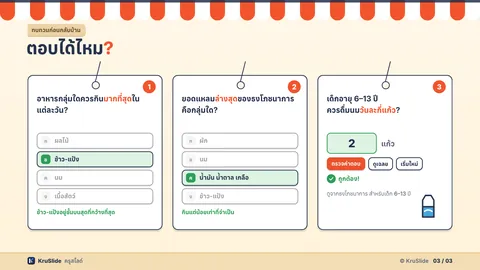 ทบทวนก่อนกลับบ้าน
ตอบได้ไหม?
1
อาหารกลุ่มใดควรกินมากที่สุดใน
แต่ละวัน?
ผลไม้
ข้าว-แป้ง
นม
เนื้อสัตว์
ข้าว-แป้งอยู่ชั้นบนสุดที่กว้างที่สุด
2
ยอดแหลมล่างสุดของธงโภชนาการ
คือกลุ่มใด?
ผัก
นม
น้ำมัน น้ำตาล เกลือ
ข้าว-แป้ง
กินแต่น้อยเท่าที่จำเป็น
3
เด็กอายุ 6–13 ปี
ควรดื่มนมวันละกี่แก้ว?
2 แก้ว
ตรวจคำตอบ ดูเฉลย เริ่มใหม่
ถูกต้อง!
ดูจากธงโภชนาการ สำหรับเด็ก 6–13 ปี
KruSlide ครูสไลด์
© KruSlide 03 / 03